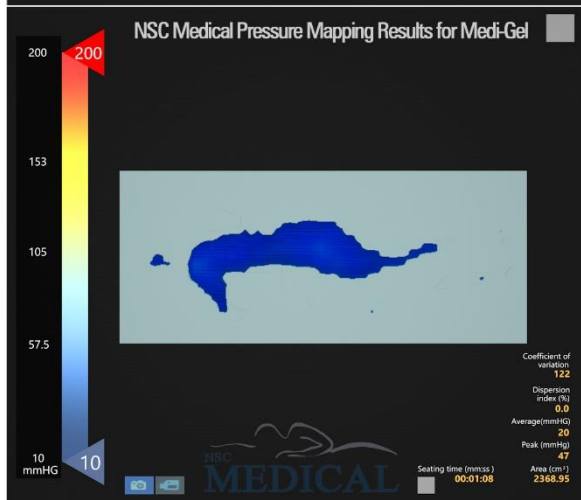 NSC Medical Pressure Mapping Results for Medi-Gel
200
200
153
105
57.5
10
mmHG
10
Coefficient of
variation
122
Dispersion
index (%)
0.0
Average(mmHG)
20
Peak (mmHg)
47
Seating time (mm:ss )
00:01:08
Area (cm²)
2368.95
NSC
MEDICAL